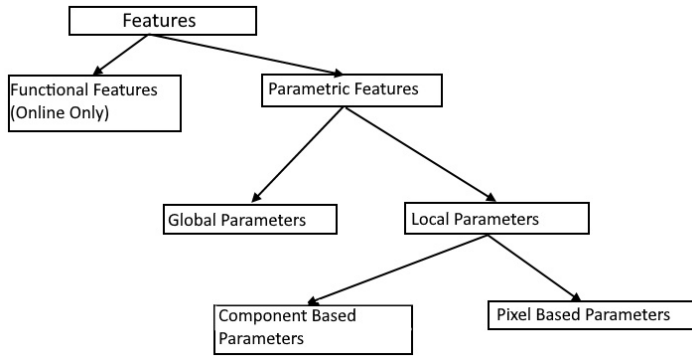 Features
Functional Features
(Online Only)
Parametric Features
Global Parameters
Local Parameters
Component Based
Parameters
Pixel Based Parameters